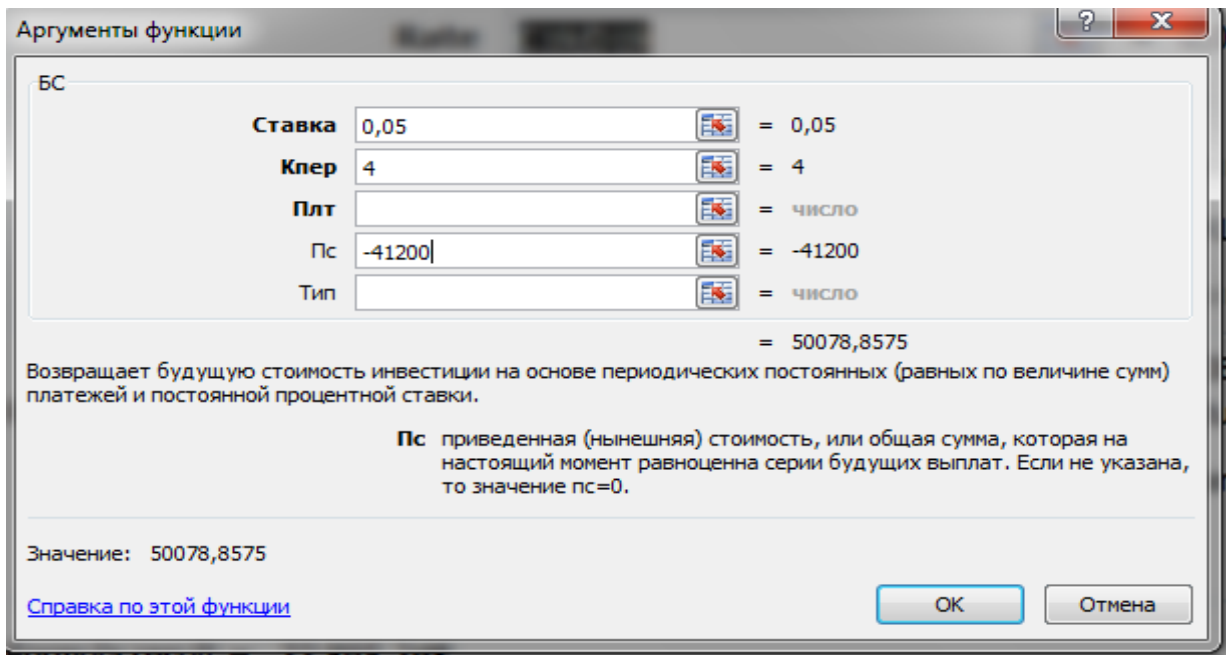 Аргументы функции
БС
Ставка 0,05 = 0,05
Кпер 4 = 4
Плт = число
Пс -41200 = -41200
Тип = число
= 50078,8575
Возвращает будущую стоимость инвестиции на основе периодических постоянных (равных по величине сумм)
платежей и постоянной процентной ставки.
Пс приведенная (нынешняя) стоимость, или общая сумма, которая на
настоящий момент равноценна серии будущих выплат. Если не указана,
то значение пс=0.
Значение: 50078,8575
Справка по этой функции
ОК Отмена